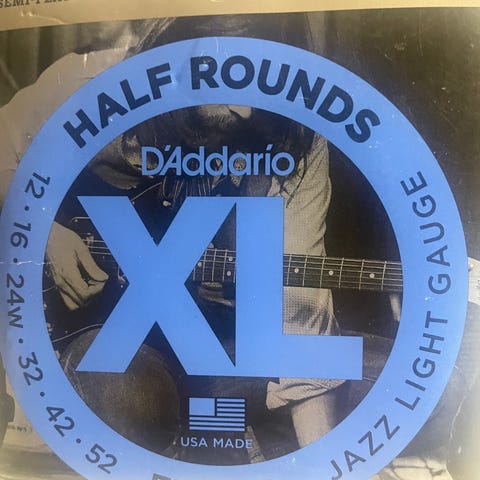 HALF ROUNDS
D'Addario
XL
12 · 16 · 24W · 32 · 42 · 52
JAZZ LIGHT GAUGE
USA MADE